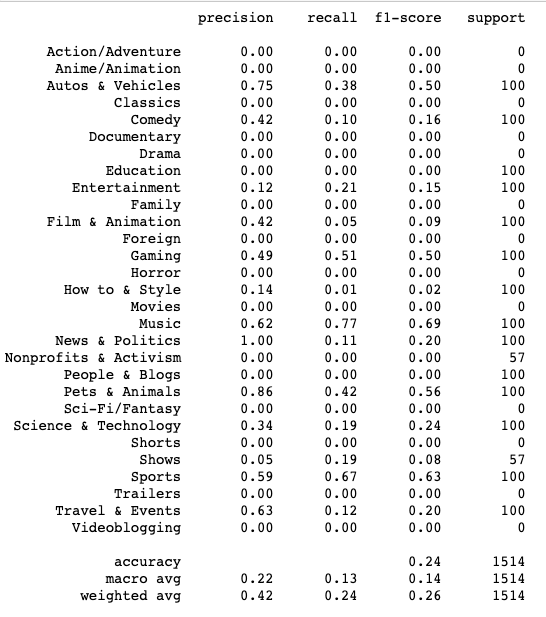 precision recall f1-score support
Action/Adventure 0.00 0.00 0.00 0
Anime/Animation 0.00 0.00 0.00 0
Autos & Vehicles 0.75 0.38 0.50 100
Classics 0.00 0.00 0.00 0
Comedy 0.42 0.10 0.16 100
Documentary 0.00 0.00 0.00 0
Drama 0.00 0.00 0.00 0
Education 0.00 0.00 0.00 100
Entertainment 0.12 0.21 0.15 100
Family 0.00 0.00 0.00 0
Film & Animation 0.42 0.05 0.09 100
Foreign 0.00 0.00 0.00 0
Gaming 0.49 0.51 0.50 100
Horror 0.00 0.00 0.00 0
How to & Style 0.14 0.01 0.02 100
Movies 0.00 0.00 0.00 0
Music 0.62 0.77 0.69 100
News & Politics 1.00 0.11 0.20 100
Nonprofits & Activism 0.00 0.00 0.00 57
People & Blogs 0.00 0.00 0.00 100
Pets & Animals 0.86 0.42 0.56 100
Sci-Fi/Fantasy 0.00 0.00 0.00 0
Science & Technology 0.34 0.19 0.24 100
Shorts 0.00 0.00 0.00 0
Shows 0.05 0.19 0.08 57
Sports 0.59 0.67 0.63 100
Trailers 0.00 0.00 0.00 0
Travel & Events 0.63 0.12 0.20 100
Videoblogging 0.00 0.00 0.00 0
accuracy 0.24 1514
macro avg 0.22 0.13 0.14 1514
weighted avg 0.42 0.24 0.26 1514